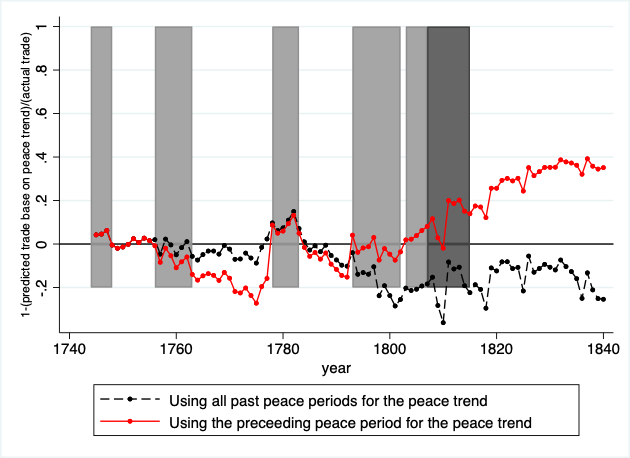 1-(predicted trade base on peace trend)/(actual trade)
1
.8
.6
.4
.2
0
-.2
1740 1760 1780 1800 1820 1840
year
Using all past peace periods for the peace trend
Using the preceeding peace period for the peace trend